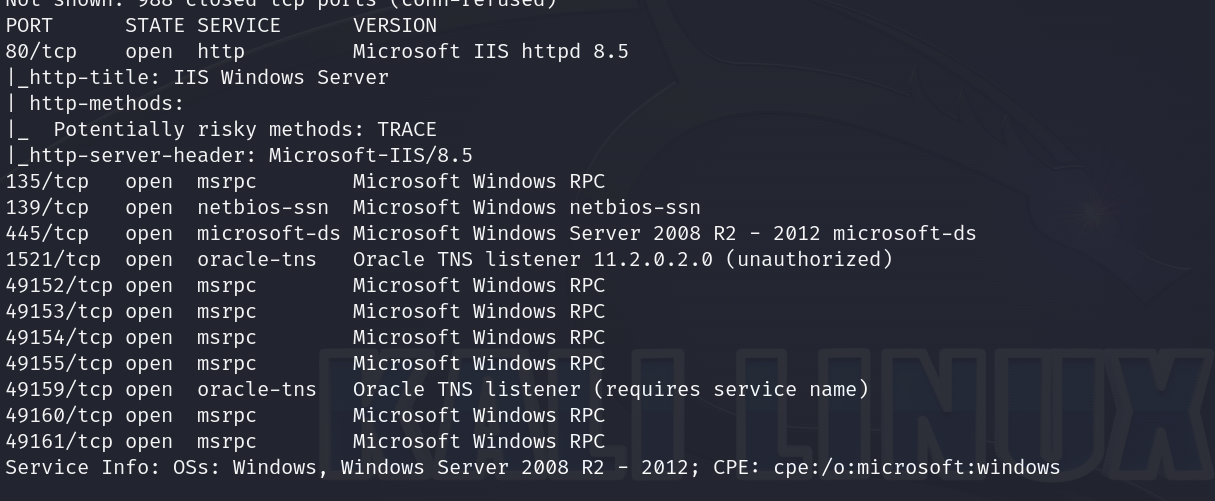 Not shown: 988 closed tcp ports (conn-refused)
PORT      STATE SERVICE      VERSION
80/tcp    open  http         Microsoft IIS httpd 8.5
|_http-title: IIS Windows Server
| http-methods:
|_  Potentially risky methods: TRACE
|_http-server-header: Microsoft-IIS/8.5
135/tcp   open  msrpc        Microsoft Windows RPC
139/tcp   open  netbios-ssn  Microsoft Windows netbios-ssn
445/tcp   open  microsoft-ds Microsoft Windows Server 2008 R2 - 2012 microsoft-ds
1521/tcp  open  oracle-tns   Oracle TNS listener 11.2.0.2.0 (unauthorized)
49152/tcp open  msrpc        Microsoft Windows RPC
49153/tcp open  msrpc        Microsoft Windows RPC
49154/tcp open  msrpc        Microsoft Windows RPC
49155/tcp open  msrpc        Microsoft Windows RPC
49159/tcp open  oracle-tns   Oracle TNS listener (requires service name)
49160/tcp open  msrpc        Microsoft Windows RPC
49161/tcp open  msrpc        Microsoft Windows RPC
Service Info: OSs: Windows, Windows Server 2008 R2 - 2012; CPE: cpe:/o:microsoft:windows
KALI LINUX